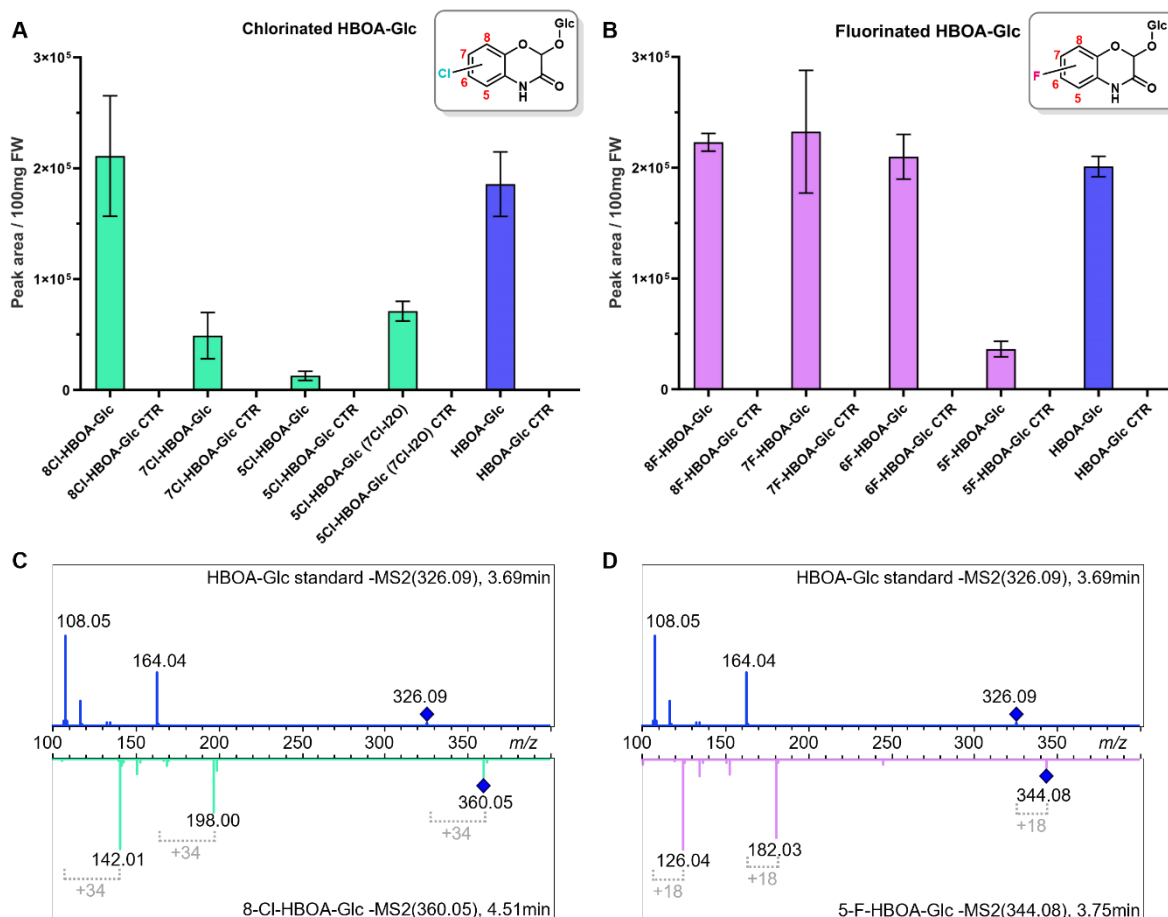 A
Chlorinated HBOA-Glc
Glc
O
O
8
7
Cl
6
5
N
H
O
Peak area / 100mg FW
3×10⁵
2×10⁵
1×10⁵
0
8Cl-HBOA-Glc
8Cl-HBOA-Glc CTR
7Cl-HBOA-Glc
7Cl-HBOA-Glc CTR
5Cl-HBOA-Glc
5Cl-HBOA-Glc CTR
5Cl-HBOA-Glc (7Cl-I2O)
5Cl-HBOA-Glc (7Cl-I2O) CTR
HBOA-Glc
HBOA-Glc CTR
B
Fluorinated HBOA-Glc
Glc
O
O
8
7
F
6
5
N
H
O
Peak area / 100mg FW
3×10⁵
2×10⁵
1×10⁵
0
8F-HBOA-Glc
8F-HBOA-Glc CTR
7F-HBOA-Glc
7F-HBOA-Glc CTR
6F-HBOA-Glc
6F-HBOA-Glc CTR
5F-HBOA-Glc
5F-HBOA-Glc CTR
HBOA-Glc
HBOA-Glc CTR
C
HBOA-Glc standard -MS2(326.09), 3.69min
108.05
164.04
326.09
100 150 200 250 300 350 m/z
360.05
198.00
+34
+34
142.01
+34
8-Cl-HBOA-Glc -MS2(360.05), 4.51min
D
HBOA-Glc standard -MS2(326.09), 3.69min
108.05
164.04
326.09
100 150 200 250 300 350 m/z
344.08
+18
182.03
126.04
+18
+18
5-F-HBOA-Glc -MS2(344.08), 3.75min